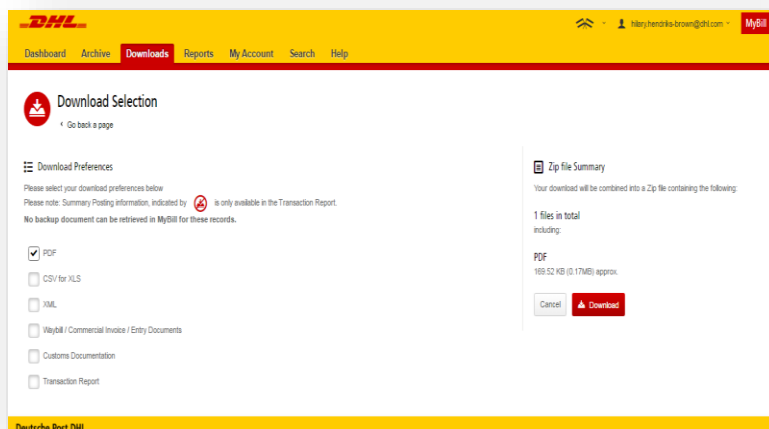 DHL
hilary.hendriks-brown@dhl.com
MyBill
Dashboard Archive Downloads Reports My Account Search Help
Download Selection
Go back a page
Download Preferences
Please select your download preferences below
Please note: Summary Posting information, indicated by is only available in the Transaction Report.
No backup document can be retrieved in MyBill for these records.
PDF
CSV for XLS
XML
Waybill / Commercial Invoice / Entry Documents
Customs Documentation
Transaction Report
Zip file Summary
Your download will be combined into a Zip file containing the following:
1 files in total
including:
PDF
169.52 KB (0.17MB) approx.
Cancel Download
Deutsche Post DHL